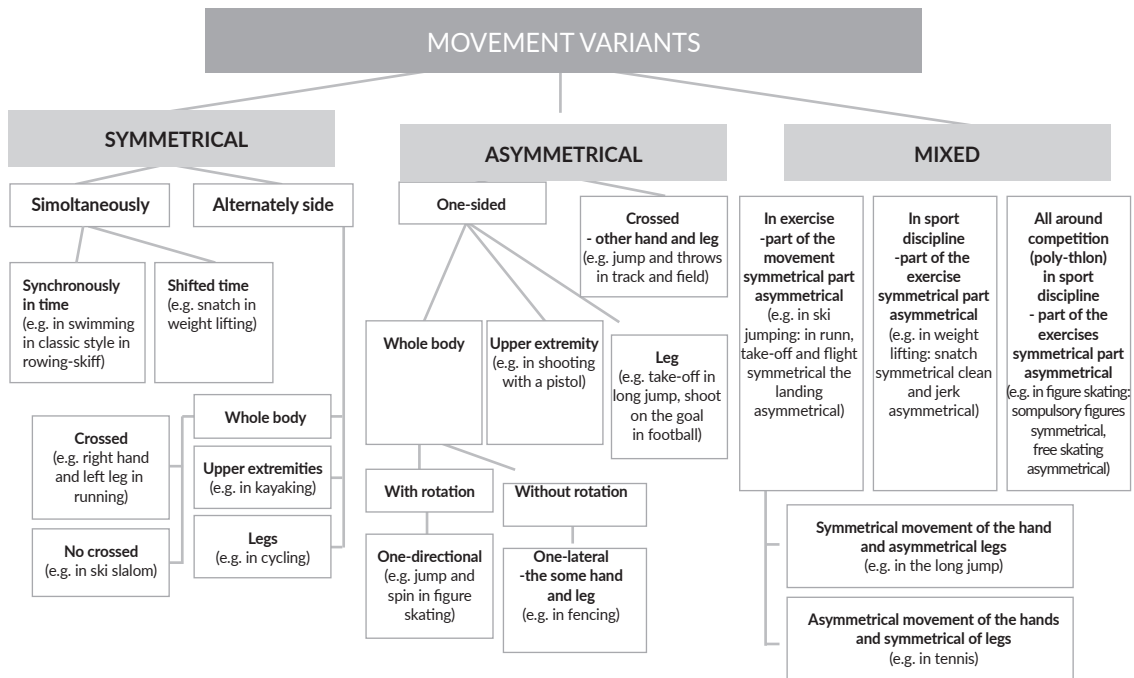 MOVEMENT VARIANTS
SYMMETRICAL
Simoltaneously
Alternately side
Synchronously
in time
(e.g. in swimming
in classic style in
rowing-skiff)
Shifted time
(e.g. snatch in
weight lifting)
Whole body
Upper extremities
(e.g. in kayaking)
Legs
(e.g. in cycling)
Crossed
(e.g. right hand
and left leg in
running)
No crossed
(e.g. in ski slalom)
ASYMMETRICAL
One-sided
Crossed
- other hand and leg
(e.g. jump and throws
in track and field)
Whole body
Upper extremity
(e.g. in shooting
with a pistol)
Leg
(e.g. take-off in
long jump, shoot
on the goal
in football)
With rotation
Without rotation
One-directional
(e.g. jump and
spin in figure
skating)
One-lateral
-the some hand
and leg
(e.g. in fencing)
MIXED
In exercise
-part of the
movement
symmetrical part
asymmetrical
(e.g. in ski
jumping: in runn,
take-off and flight
symmetrical the
landing
asymmetrical)
In sport
discipline
-part of the
exercise
symmetrical part
asymmetrical
(e.g. in weight
lifting: snatch
symmetrical clean
and jerk
asymmetrical)
All around
competition
(poly-thlon)
in sport
discipline
- part of the
exercises
symmetrical part
asymmetrical
(e.g. in figure skating:
sompulsory figures
symmetrical,
free skating
asymmetrical)
Symmetrical movement of the hand
and asymmetrical legs
(e.g. in the long jump)
Asymmetrical movement of the hands
and symmetrical of legs
(e.g. in tennis)